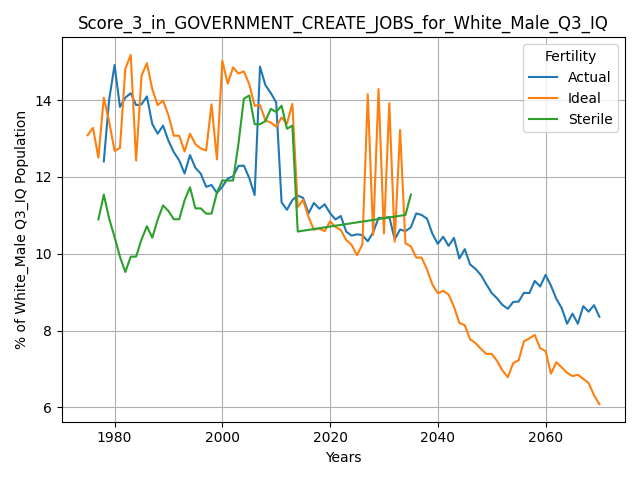 Score_3_in_GOVERNMENT_CREATE_JOBS_for_White_Male_Q3_IQ
% of White_Male Q3_IQ Population
14
12
10
8
6
Fertility
Actual
Ideal
Sterile
1980
2000
2020
2040
2060
Years